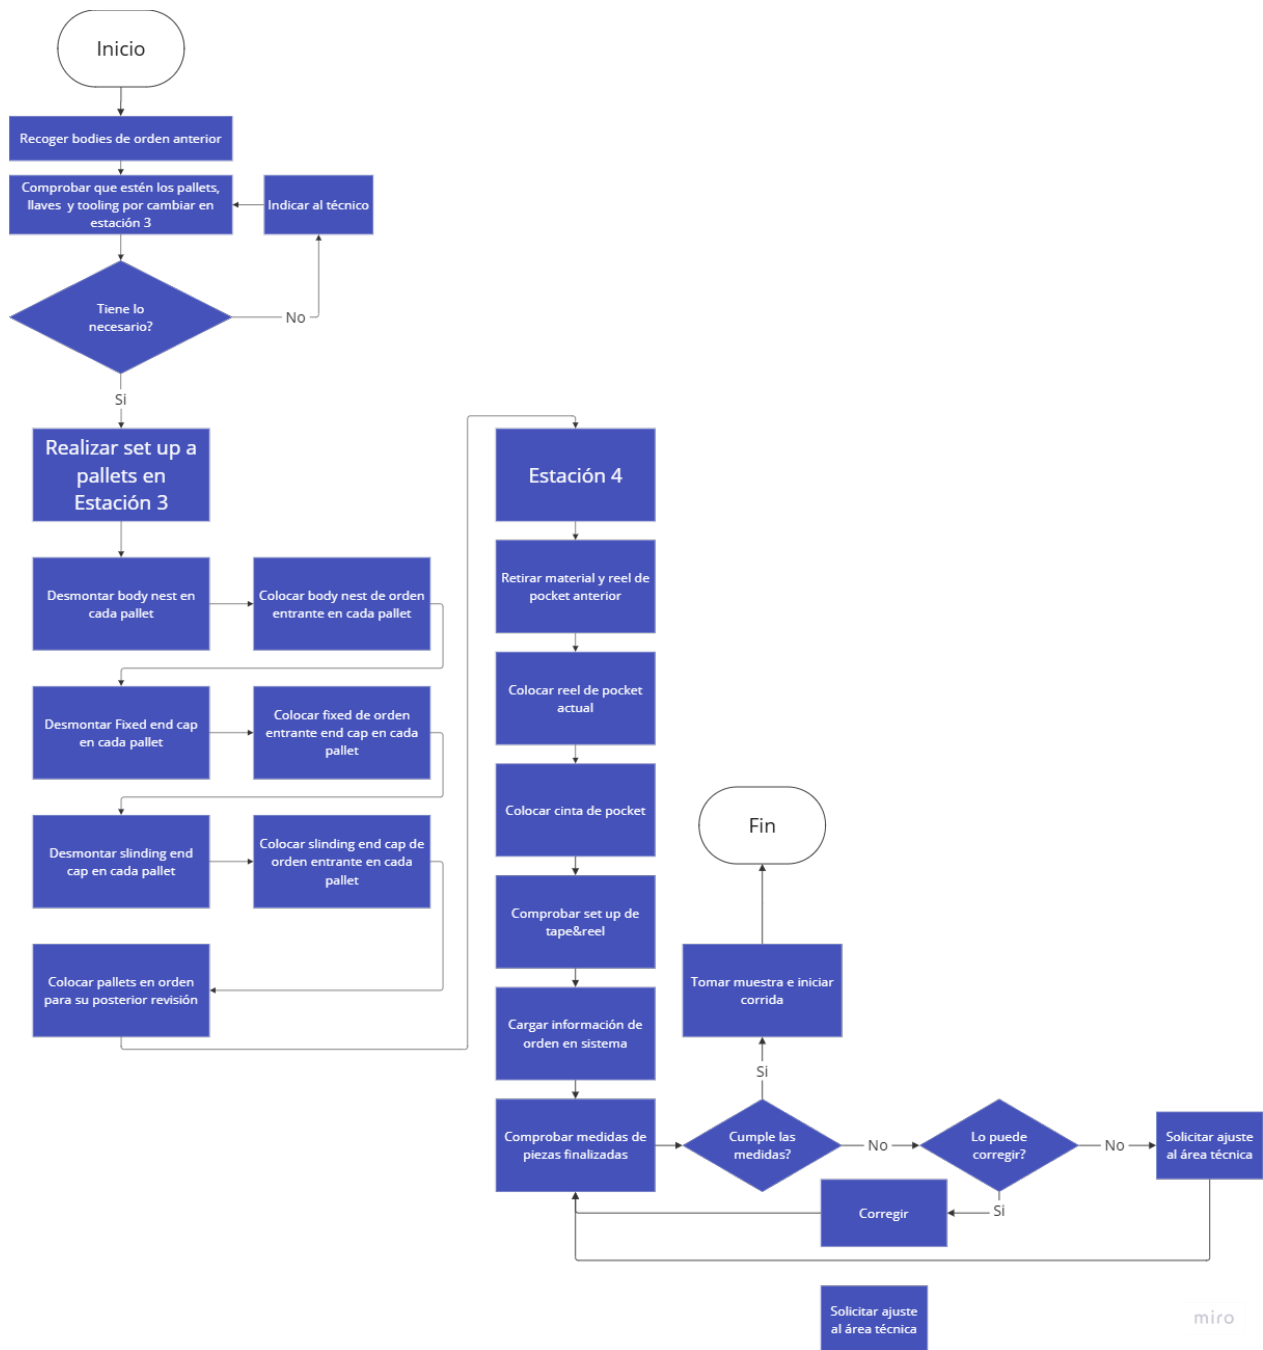 Inicio
Recoger bodies de orden anterior
Comprobar que estén los pallets,
llaves y tooling por cambiar en
estación 3
Indicar al técnico
Tiene lo
necesario?
No
Si
Realizar set up a
pallets en
Estación 3
Desmontar body nest en
cada pallet
Colocar body nest de orden
entrante en cada pallet
Desmontar Fixed end cap
en cada pallet
Colocar fixed de orden
entrante end cap en cada
pallet
Desmontar slinding end
cap en cada pallet
Colocar slinding end cap de
orden entrante en cada
pallet
Colocar pallets en orden
para su posterior revisión
Estación 4
Retirar material y reel de
pocket anterior
Colocar reel de pocket
actual
Colocar cinta de pocket
Comprobar set up de
tape&reel
Cargar información de
orden en sistema
Comprobar medidas de
piezas finalizadas
Cumple las
medidas?
Si
Tomar muestra e iniciar
corrida
Fin
No
Lo puede
corregir?
No
Solicitar ajuste
al área técnica
Si
Corregir
Solicitar ajuste
al área técnica
miro